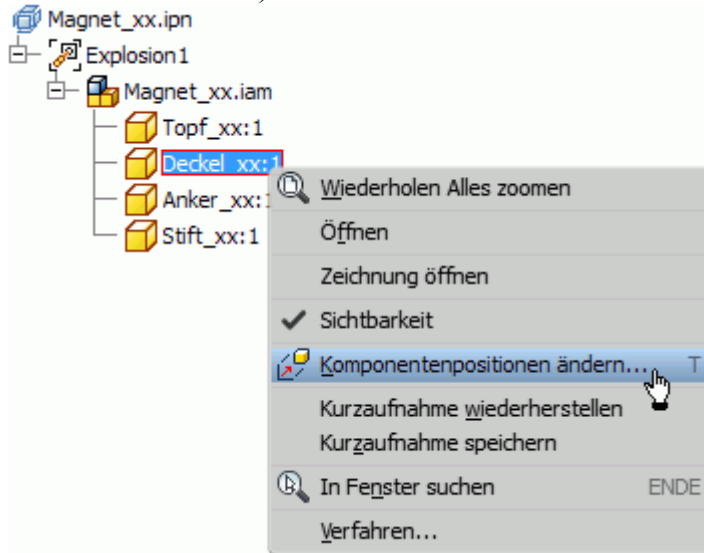 Magnet_xx.ipn
Explosion1
Magnet_xx.iam
Topf_xx:1
Deckel_xx:1
Anker_xx:1
Stift_xx:1
Wiederholen Alles zoomen
Öffnen
Zeichnung öffnen
Sichtbarkeit
Komponentenpositionen ändern... T
Kurzaufnahme wiederherstellen
Kurzaufnahme speichern
In Fenster suchen ENDE
Verfahren...